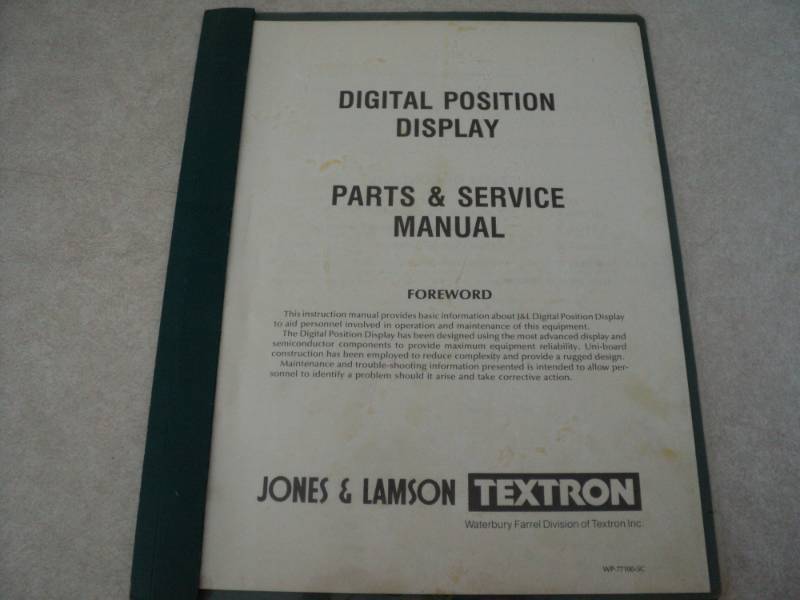 DIGITAL POSITION
DISPLAY
PARTS & SERVICE
MANUAL
FOREWORD
This instruction manual provides basic information about J&L Digital Position Display
to aid personnel involved in operation and maintenance of this equipment.
The Digital Position Display has been designed using the most advanced display and
semiconductor components to provide maximum equipment reliability. Uni-board
construction has been employed to reduce complexity and provide a rugged design.
Maintenance and trouble-shooting information presented is intended to allow per-
sonnel to identify a problem should it arise and take corrective action.
JONES & LAMSON TEXTRON
Waterbury Farrel Division of Textron Inc.